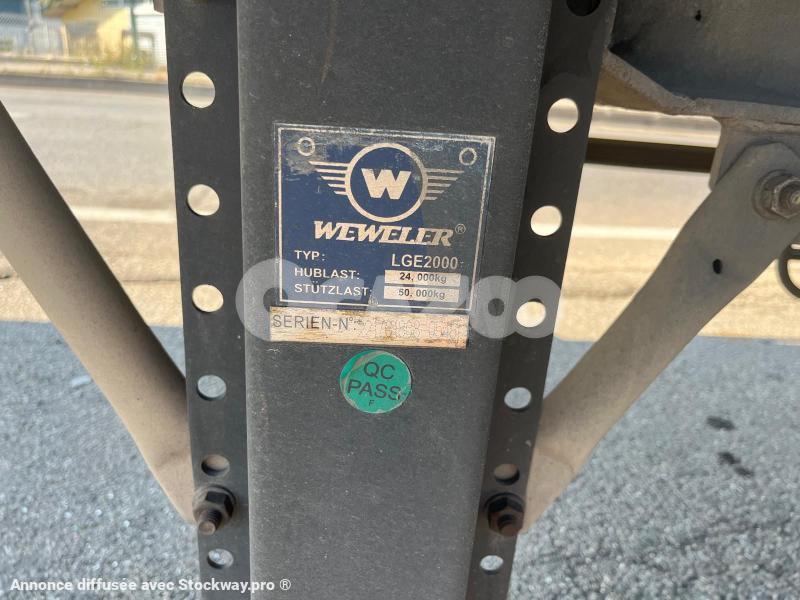 W
WEWELER®
TYP: LGE2000
HUBLAST: 24,000kg
STÜTZLAST: 50,000kg
SERIEN-N°:
QC
PASS
F
Annonce diffusée avec Stockway.pro ®